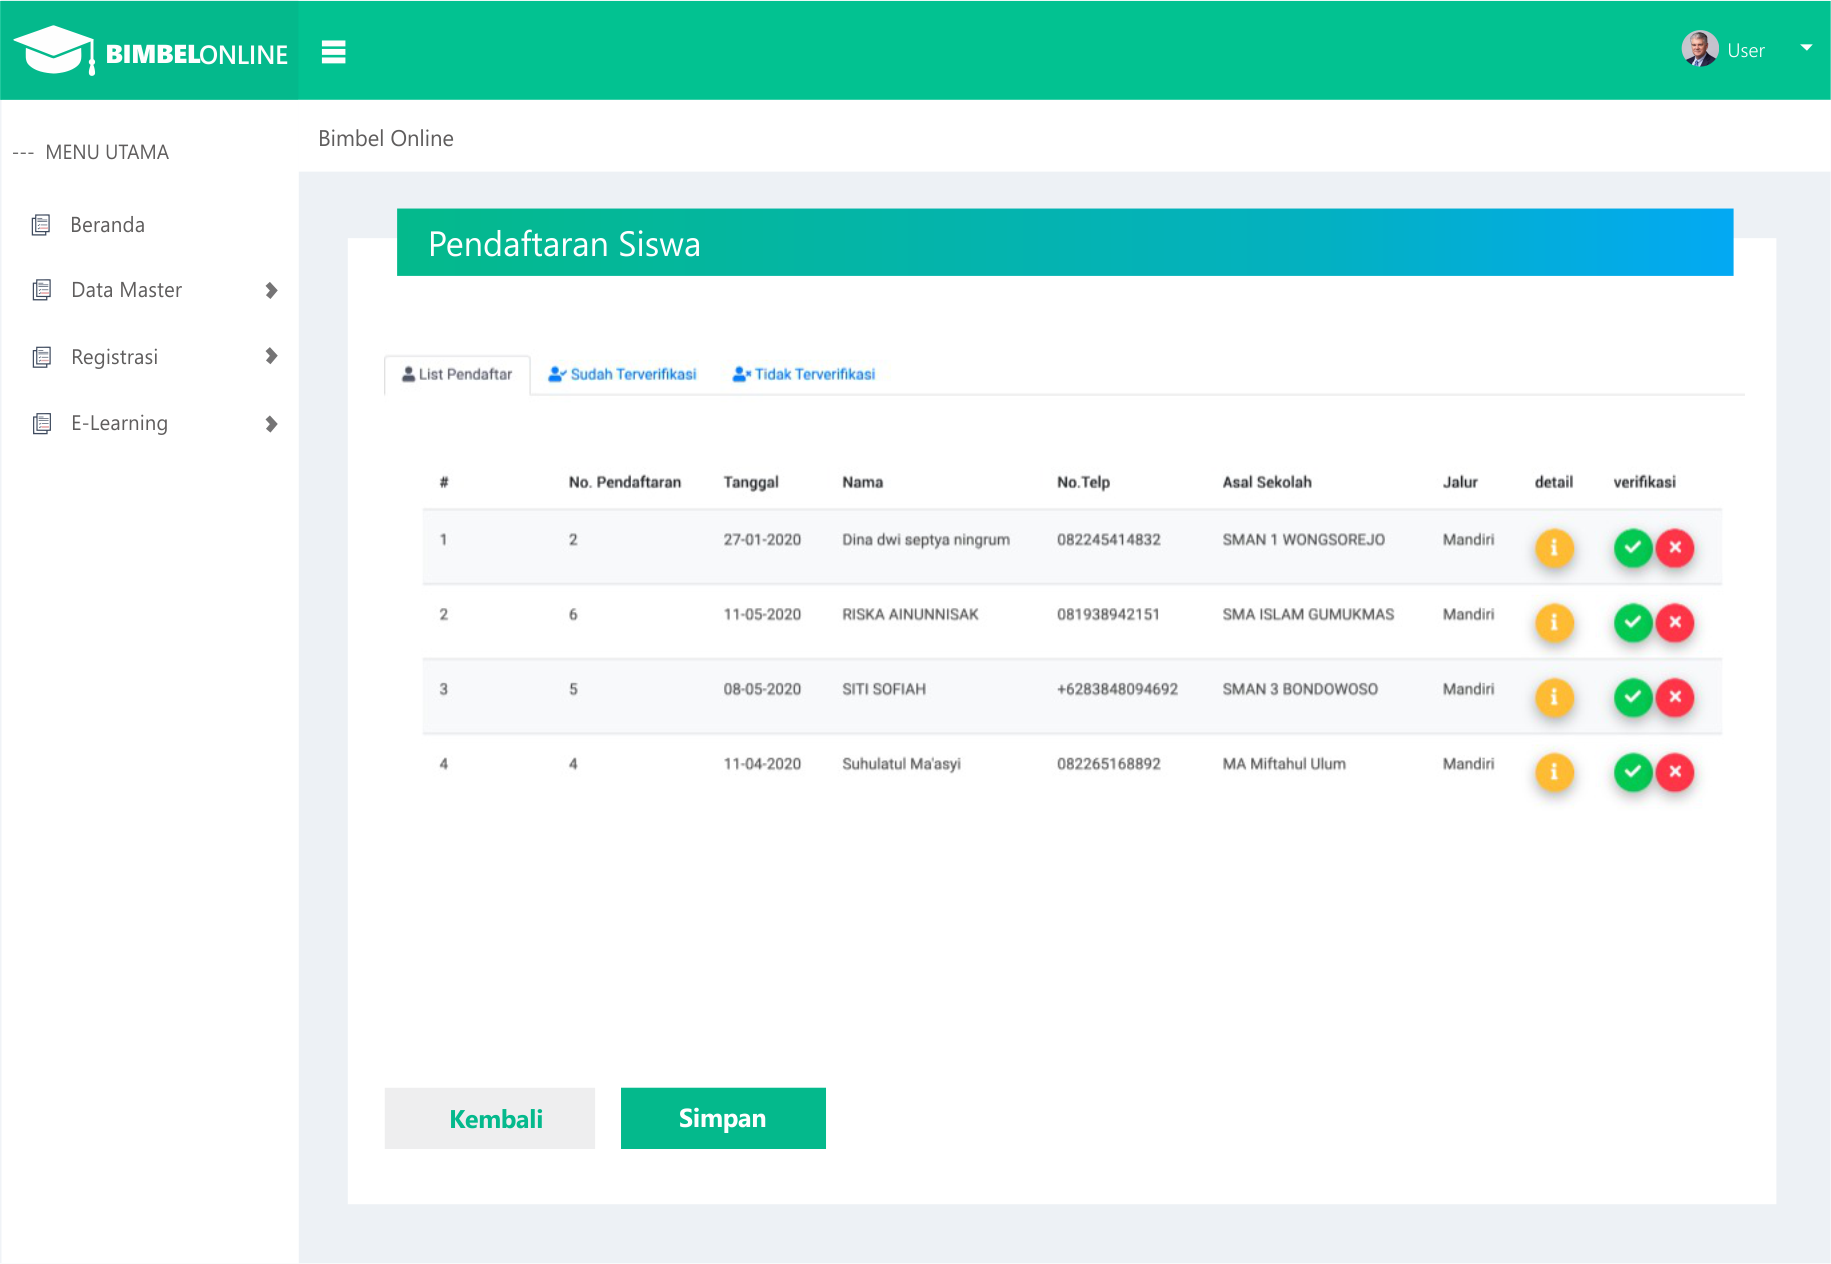 BIMBELONLINE
User
Bimbel Online
--- MENU UTAMA
Beranda
Data Master
Registrasi
E-Learning
Pendaftaran Siswa
List Pendaftar Sudah Terverifikasi Tidak Terverifikasi
# No. Pendaftaran Tanggal Nama No.Telp Asal Sekolah Jalur detail verifikasi
1 2 27-01-2020 Dina dwi septya ningrum 082245414832 SMAN 1 WONGSOREJO Mandiri
2 6 11-05-2020 RISKA AINUNNISAK 081938942151 SMA ISLAM GUMUKMAS Mandiri
3 5 08-05-2020 SITI SOFIAH +6283848094692 SMAN 3 BONDOWOSO Mandiri
4 4 11-04-2020 Suhulatul Ma'asyi 082265168892 MA Miftahul Ulum Mandiri
Kembali Simpan